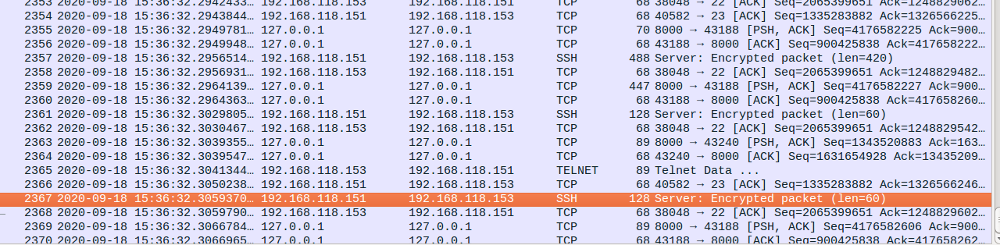 2353 2020-09-18 15:36:32.2942433… 192.168.118.153 192.168.118.151 TCP 68 38048 → 22 [ACK] Seq=2065399651 Ack=1248829062…
2354 2020-09-18 15:36:32.2943844… 192.168.118.151 192.168.118.153 TCP 68 40582 → 23 [ACK] Seq=1335283882 Ack=1326566225…
2355 2020-09-18 15:36:32.2949781… 127.0.0.1 127.0.0.1 TCP 70 8000 → 43188 [PSH, ACK] Seq=4176582225 Ack=900…
2356 2020-09-18 15:36:32.2949948… 127.0.0.1 127.0.0.1 TCP 68 43188 → 8000 [ACK] Seq=900425838 Ack=417658222…
2357 2020-09-18 15:36:32.2956514… 192.168.118.151 192.168.118.153 SSH 488 Server: Encrypted packet (len=420)
2358 2020-09-18 15:36:32.2956931… 192.168.118.153 192.168.118.151 TCP 68 38048 → 22 [ACK] Seq=2065399651 Ack=1248829482…
2359 2020-09-18 15:36:32.2964139… 127.0.0.1 127.0.0.1 TCP 447 8000 → 43188 [PSH, ACK] Seq=4176582227 Ack=900…
2360 2020-09-18 15:36:32.2964363… 127.0.0.1 127.0.0.1 TCP 68 43188 → 8000 [ACK] Seq=900425838 Ack=417658260…
2361 2020-09-18 15:36:32.3029805… 192.168.118.151 192.168.118.153 SSH 128 Server: Encrypted packet (len=60)
2362 2020-09-18 15:36:32.3030467… 192.168.118.153 192.168.118.151 TCP 68 38048 → 22 [ACK] Seq=2065399651 Ack=1248829542…
2363 2020-09-18 15:36:32.3039355… 127.0.0.1 127.0.0.1 TCP 89 8000 → 43240 [PSH, ACK] Seq=1343520883 Ack=163…
2364 2020-09-18 15:36:32.3039547… 127.0.0.1 127.0.0.1 TCP 68 43240 → 8000 [ACK] Seq=1631654928 Ack=13435209…
2365 2020-09-18 15:36:32.3041344… 192.168.118.153 192.168.118.151 TELNET 89 Telnet Data ...
2366 2020-09-18 15:36:32.3050238… 192.168.118.151 192.168.118.153 TCP 68 40582 → 23 [ACK] Seq=1335283882 Ack=1326566246…
2367 2020-09-18 15:36:32.3059370… 192.168.118.151 192.168.118.153 SSH 128 Server: Encrypted packet (len=60)
2368 2020-09-18 15:36:32.3059790… 192.168.118.153 192.168.118.151 TCP 68 38048 → 22 [ACK] Seq=2065399651 Ack=1248829602…
2369 2020-09-18 15:36:32.3066784… 127.0.0.1 127.0.0.1 TCP 89 8000 → 43188 [PSH, ACK] Seq=4176582606 Ack=900…
2370 2020-09-18 15:36:32.3066965… 127.0.0.1 127.0.0.1 TCP 68 43188 → 8000 [ACK] Seq=900425838 Ack=417658262…